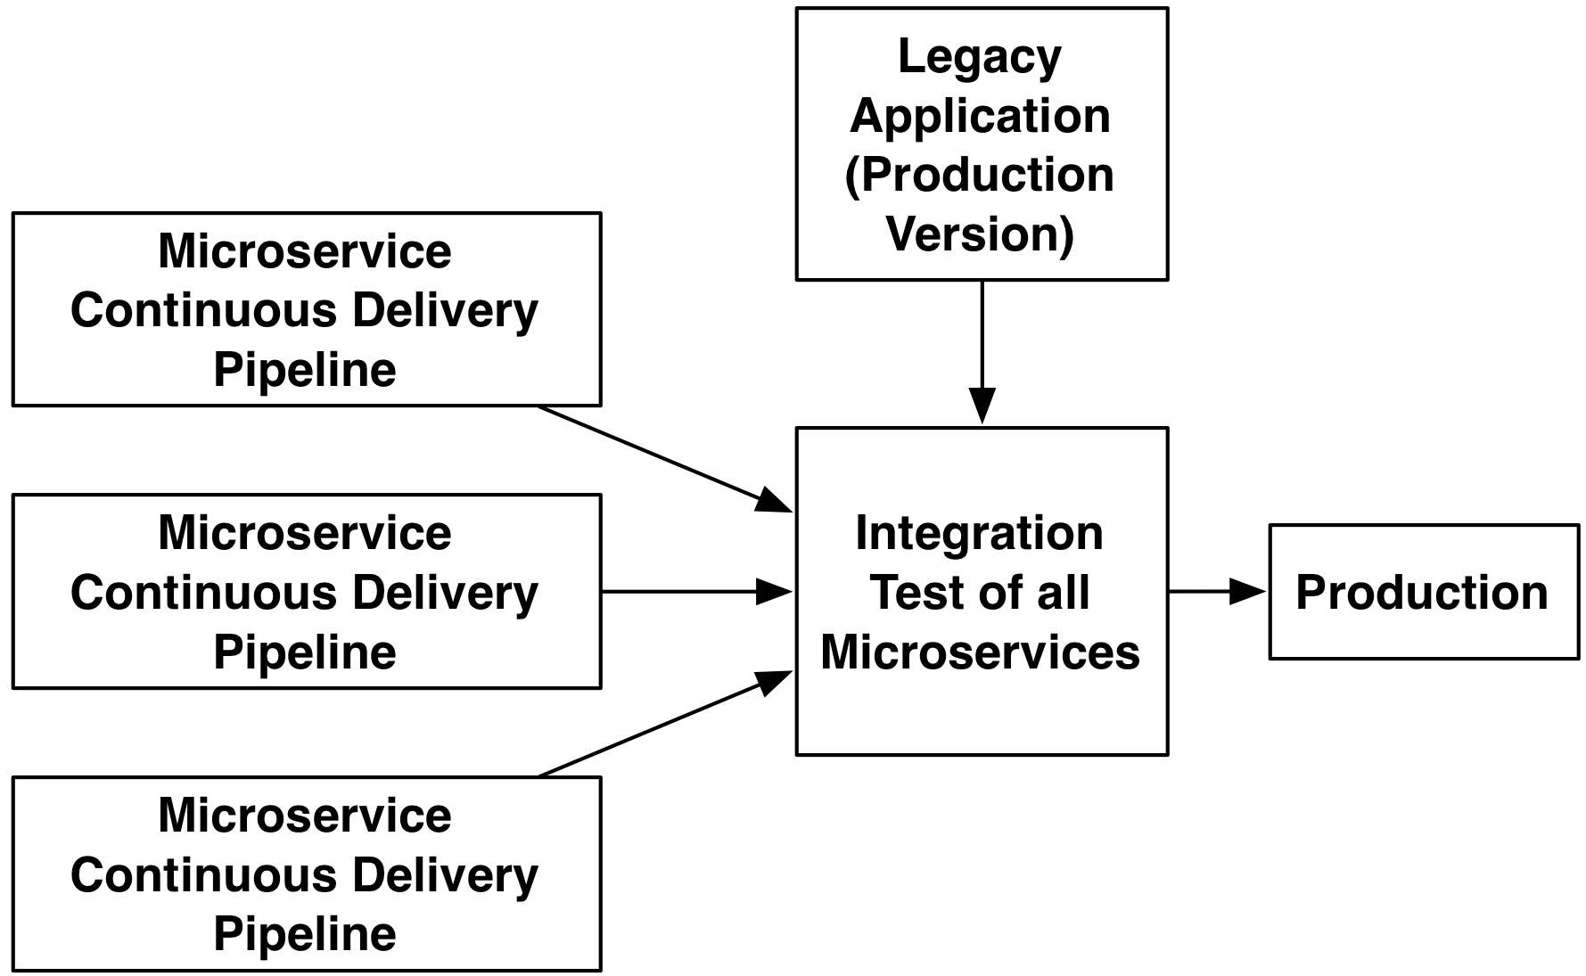 Legacy
Application
(Production
Version)
Microservice
Continuous Delivery
Pipeline
Microservice
Continuous Delivery
Pipeline
Microservice
Continuous Delivery
Pipeline
Integration
Test of all
Microservices
Production